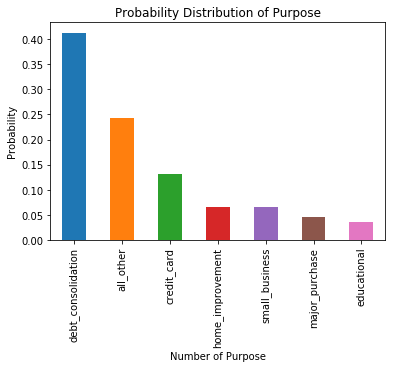 Probability Distribution of Purpose
0.40
0.35
0.30
0.25
0.20
0.15
0.10
0.05
0.00
Probability
debt_consolidation
all_other
credit_card
home_improvement
small_business
major_purchase
educational
Number of Purpose